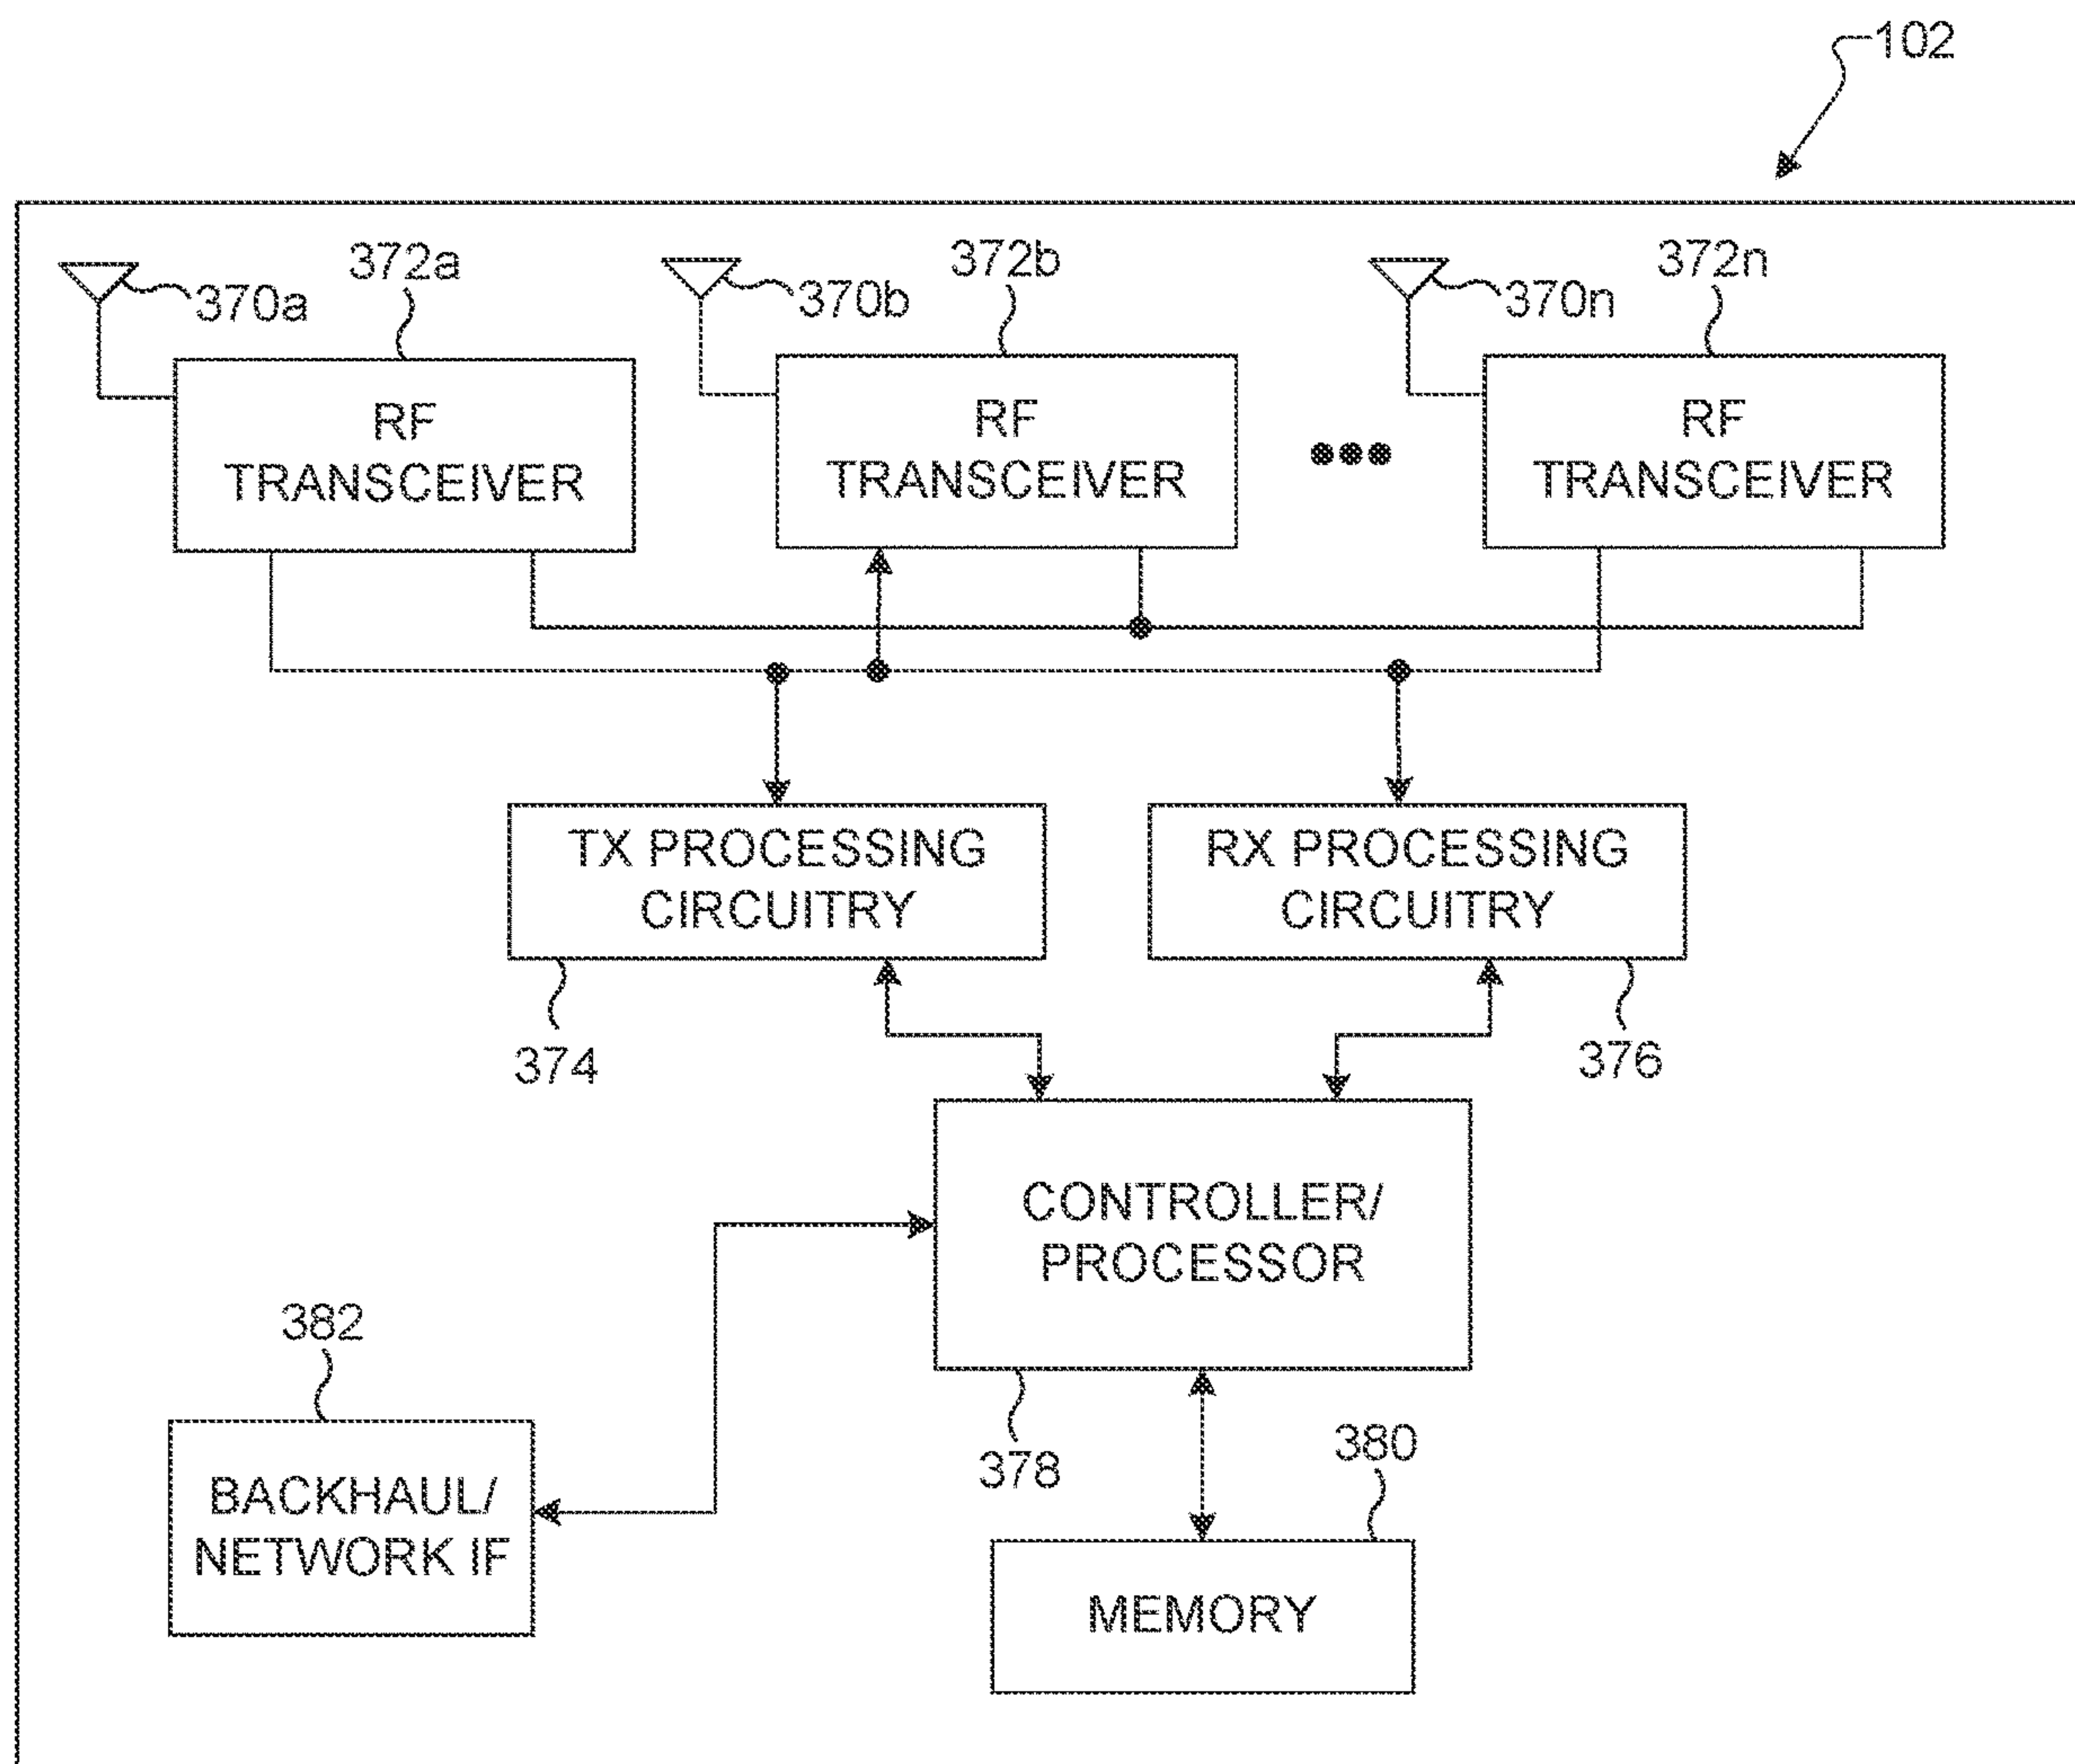 102
372a
370a
372b
370b
372n
370n
RF
TRANSCEIVER
RF
TRANSCEIVER
RF
TRANSCEIVER
TX PROCESSING
CIRCUITRY
RX PROCESSING
CIRCUITRY
374
376
CONTROLLER/
PROCESSOR
382
378
380
BACKHAUL/
NETWORK IF
MEMORY